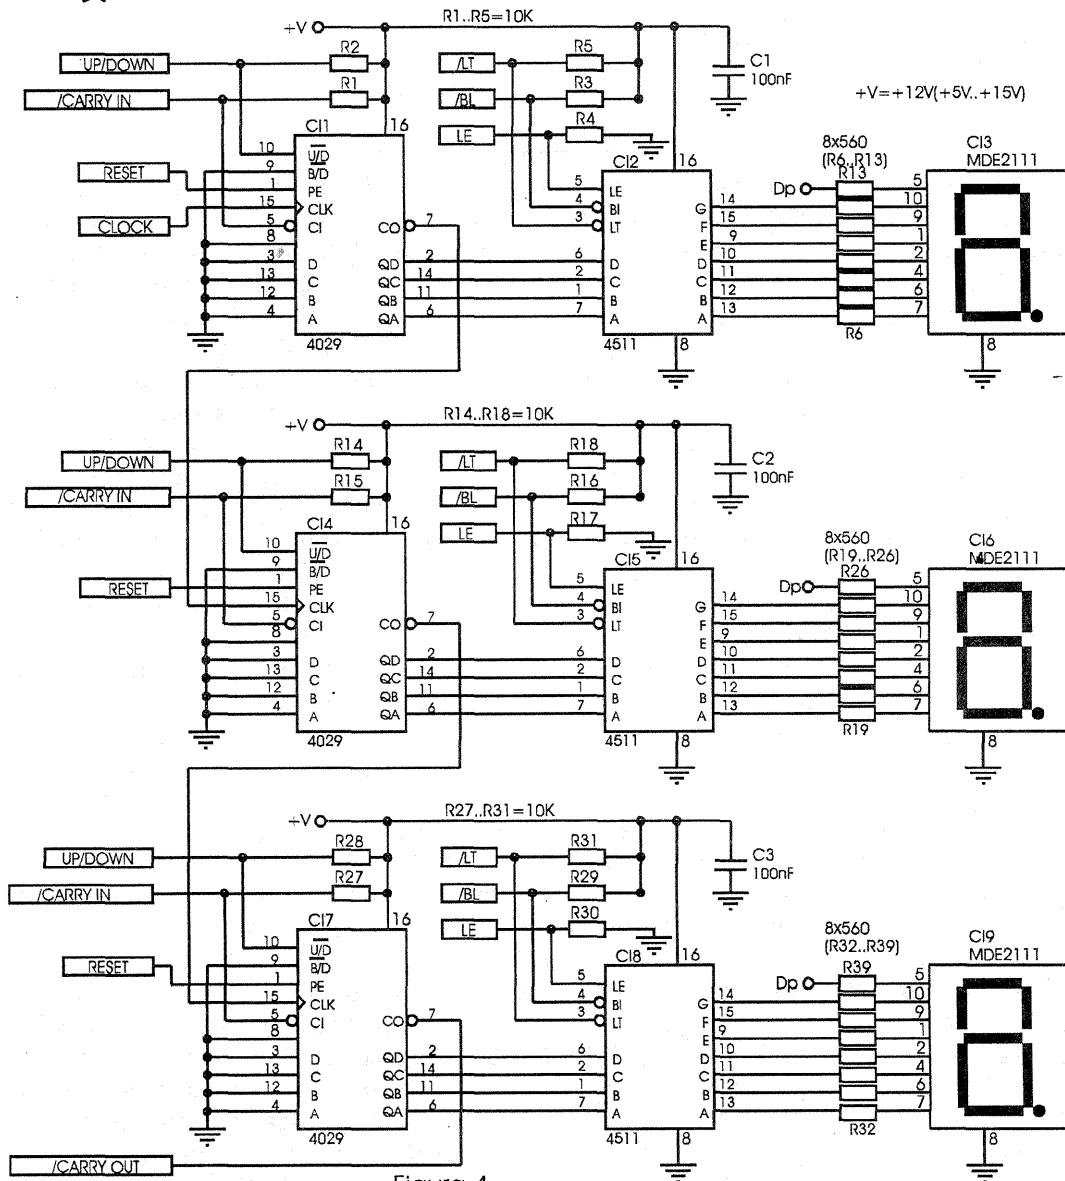 +V R1..R5=10K
UP/DOWN R2 /LT R5 C1
/CARRY IN R1 /BL R3 100nF
LE R4
+V=+12V(+5V..+15V)
CI1 16 CI2 16 8x560 CI3
(R6..R13) MDE2111
RESET 10 U/D R13
9 B/D Dp 5
1 PE 5 LE 10
CLOCK 15 CLK 4 BI G 14 9
5 CI CO 7 3 LT F 15 1
8 E 9
3 D QD 2 6 D D 10 2
13 C QC 14 2 C C 11 4
12 B QB 11 1 B B 12 6
4 A QA 6 7 A A 13 7
4029 4511 8 R6 8
+V R14..R18=10K
UP/DOWN R14 /LT R18 C2
/CARRY IN R15 /BL R16 100nF
LE R17
CI4 16 CI5 16 8x560 CI6
(R19..R26) MDE2111
RESET 10 U/D R26
9 B/D Dp 5
1 PE 5 LE 10
15 CLK 4 BI G 14 9
5 CI CO 7 3 LT F 15 1
8 E 9
3 D QD 2 6 D D 10 2
13 C QC 14 2 C C 11 4
12 B QB 11 1 B B 12 6
4 A QA 6 7 A A 13 7
4029 4511 8 R19 8
+V R27..R31=10K
UP/DOWN R28 /LT R31 C3
/CARRY IN R27 /BL R29 100nF
LE R30
CI7 16 CI8 16 8x560 CI9
(R32..R39) MDE2111
RESET 10 U/D R39
9 B/D Dp 5
1 PE 5 LE 10
15 CLK 4 BI G 14 9
5 CI CO 7 3 LT F 15 1
8 E 9
3 D QD 2 6 D D 10 2
13 C QC 14 2 C C 11 4
12 B QB 11 1 B B 12 6
4 A QA 6 7 A A 13 7
4029 4511 8 R32 8
/CARRY OUT
Figura 4